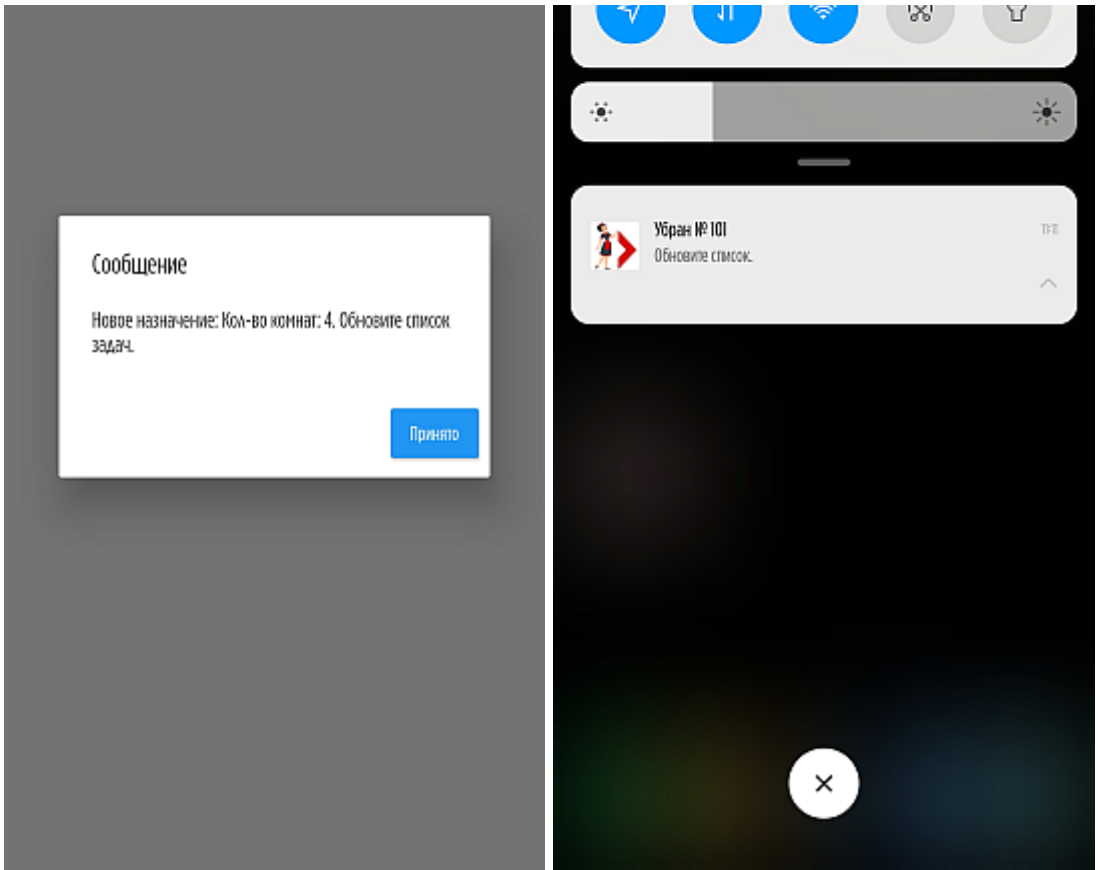 Сообщение
Новое назначение: Кол-во комнат: 4. Обновите список
задач.
Принято
Убран № 101
Обновите список.